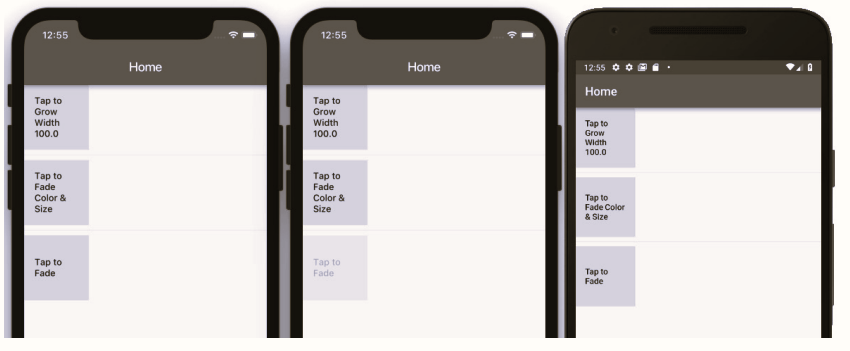 12:55
Home
Tap to
Grow
Width
100.0
Tap to
Fade
Color &
Size
Tap to
Fade
12:55
Home
Tap to
Grow
Width
100.0
Tap to
Fade
Color &
Size
Tap to
Fade
12:55
Home
Tap to
Grow
Width
100.0
Tap to
Fade Color
& Size
Tap to
Fade